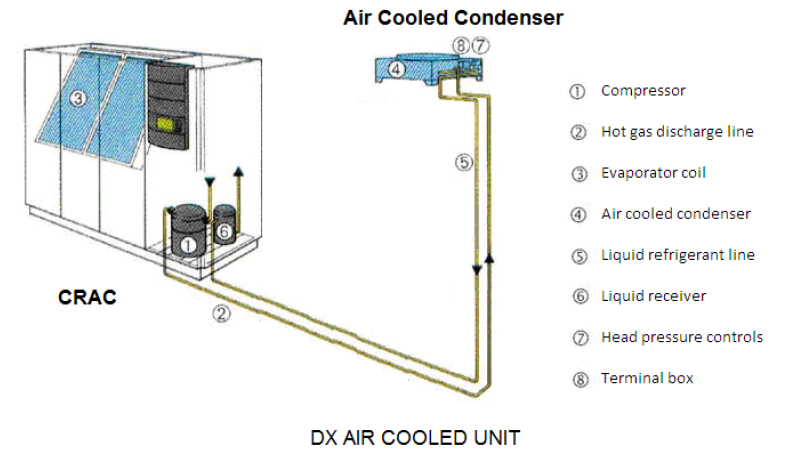 Air Cooled Condenser
⑧⑦
④
③
① Compressor
② Hot gas discharge line
③ Evaporator coil
④ Air cooled condenser
⑤ Liquid refrigerant line
⑥ Liquid receiver
⑦ Head pressure controls
⑧ Terminal box
⑤
⑥
①
CRAC
②
DX AIR COOLED UNIT